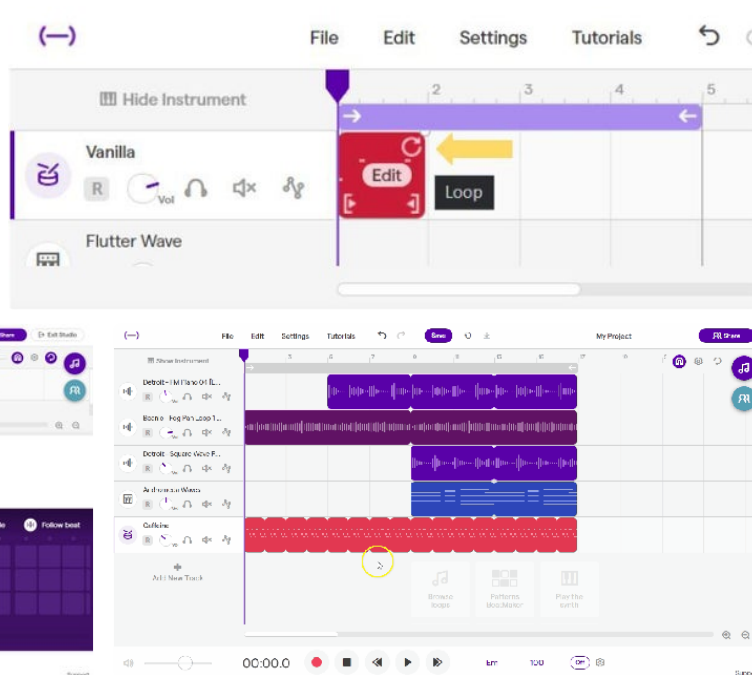 File Edit Settings Tutorials
Hide Instrument
2 3 4 5
Vanilla
R Vol
Edit
Loop
Flutter Wave
Share Exit Studio
Follow beat
File Edit Settings Tutorials Save My Project Share
Show Instrument
R
R
Detroit - Square Wave P...
R
R
Caffeine
R
Add New Track
Browse
loops
Patterns
Beatmaker
Play the
synth
00:00.0 Em 100 Off